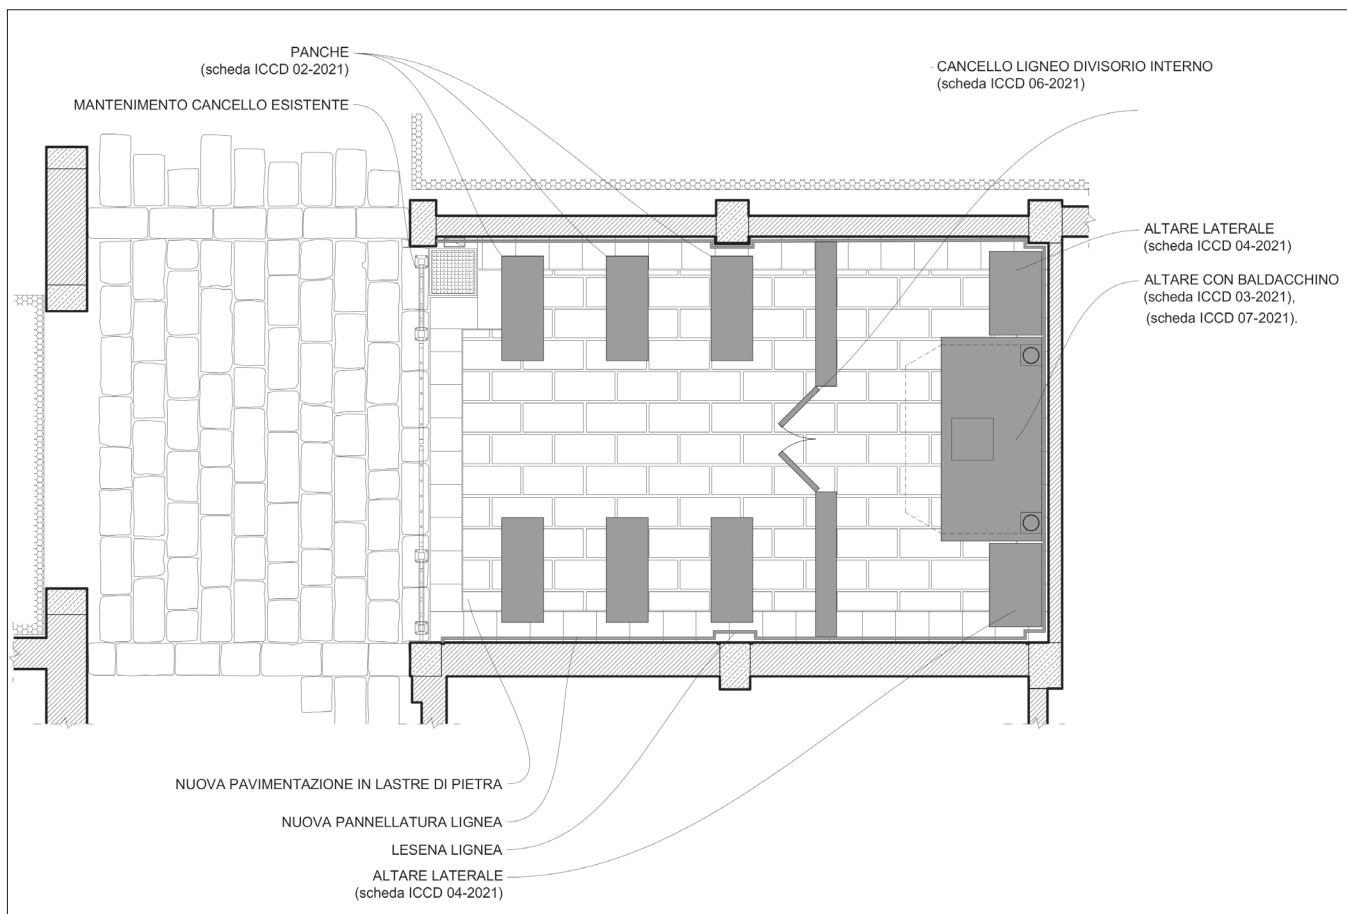 PANCHE
(scheda ICCD 02-2021)
MANTENIMENTO CANCELLO ESISTENTE
CANCELLO LIGNEO DIVISORIO INTERNO
(scheda ICCD 06-2021)
ALTARE LATERALE
(scheda ICCD 04-2021)
ALTARE CON BALDACCHINO
(scheda ICCD 03-2021),
(scheda ICCD 07-2021).
NUOVA PAVIMENTAZIONE IN LASTRE DI PIETRA
NUOVA PANNELLATURA LIGNEA
LESENA LIGNEA
ALTARE LATERALE
(scheda ICCD 04-2021)